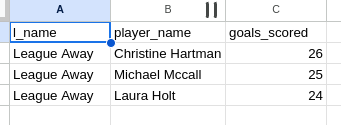 A B C
l_name player_name goals_scored
League Away Christine Hartman 26
League Away Michael Mccall 25
League Away Laura Holt 24